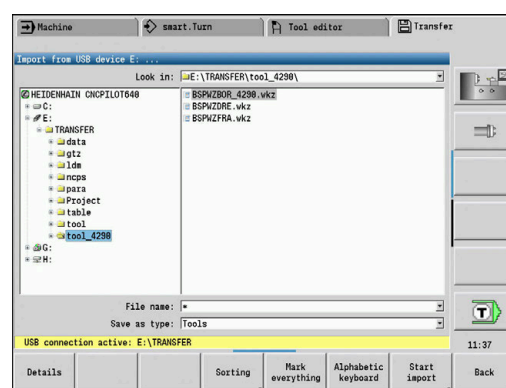 Machine
smart.Turn
Tool editor
Transfer
Import from USB device E: ...
Look in: E:\TRANSFER\tool_4290\
HEIDENHAIN CNCPILOT640
C:
E:
TRANSFER
data
gtz
ldm
ncps
para
Project
table
tool
tool_4290
G:
H:
BSPWZBOR_4290.wkz
BSPWZDRE.wkz
BSPWZFRA.wkz
File name: *
Save as type: Tools
USB connection active: E:\TRANSFER
T
11:37
Details
Sorting
Mark everything
Alphabetic keyboard
Start import
Back